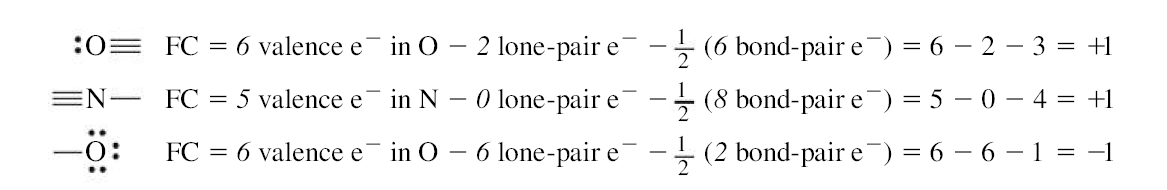 :O≡ FC = 6 valence e⁻ in O − 2 lone-pair e⁻ − 1/2 (6 bond-pair e⁻) = 6 − 2 − 3 = +1
≡N— FC = 5 valence e⁻ in N − 0 lone-pair e⁻ − 1/2 (8 bond-pair e⁻) = 5 − 0 − 4 = +1
—Ö̤: FC = 6 valence e⁻ in O − 6 lone-pair e⁻ − 1/2 (2 bond-pair e⁻) = 6 − 6 − 1 = −1